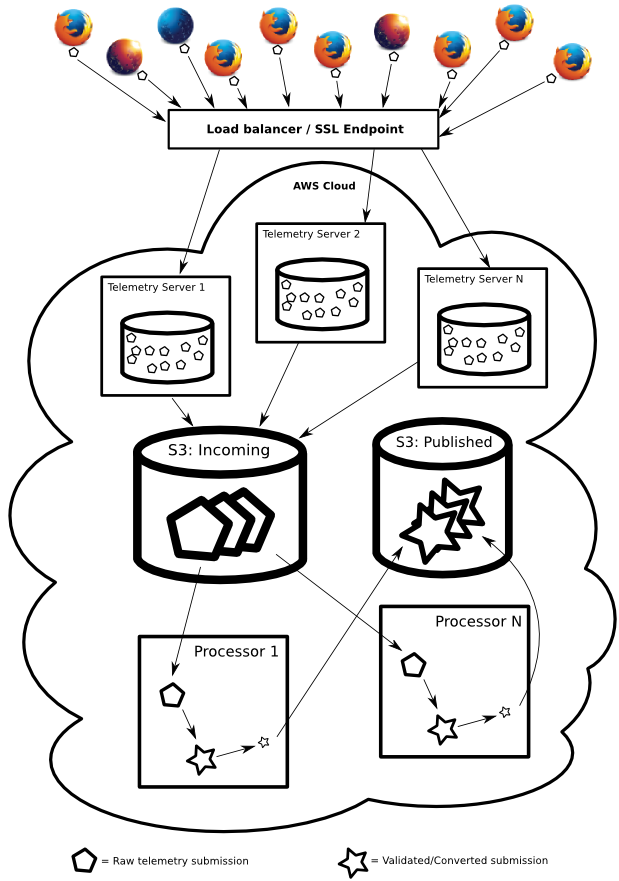 Load balancer / SSL Endpoint
AWS Cloud
Telemetry Server 2
Telemetry Server 1
Telemetry Server N
S3: Incoming
S3: Published
Processor 1
Processor N
= Raw telemetry submission
= Validated/Converted submission